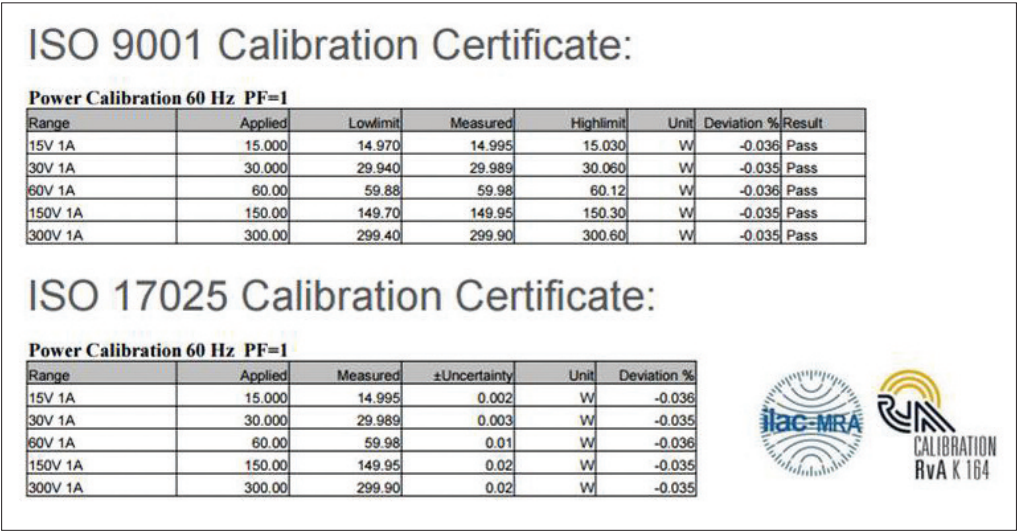 ISO 9001 Calibration Certificate:
Power Calibration 60 Hz PF=1
Range Applied Lowlimit Measured Highlimit Unit Deviation % Result
15V 1A 15.000 14.970 14.995 15.030 W -0.036 Pass
30V 1A 30.000 29.940 29.989 30.060 W -0.035 Pass
60V 1A 60.00 59.88 59.98 60.12 W -0.036 Pass
150V 1A 150.00 149.70 149.95 150.30 W -0.035 Pass
300V 1A 300.00 299.40 299.90 300.60 W -0.035 Pass
ISO 17025 Calibration Certificate:
Power Calibration 60 Hz PF=1
Range Applied Measured ±Uncertainty Unit Deviation %
15V 1A 15.000 14.995 0.002 W -0.036
30V 1A 30.000 29.989 0.003 W -0.035
60V 1A 60.00 59.98 0.01 W -0.036
150V 1A 150.00 149.95 0.02 W -0.035
300V 1A 300.00 299.90 0.02 W -0.035
ilac-MRA
RvA
CALIBRATION
RvA K 164